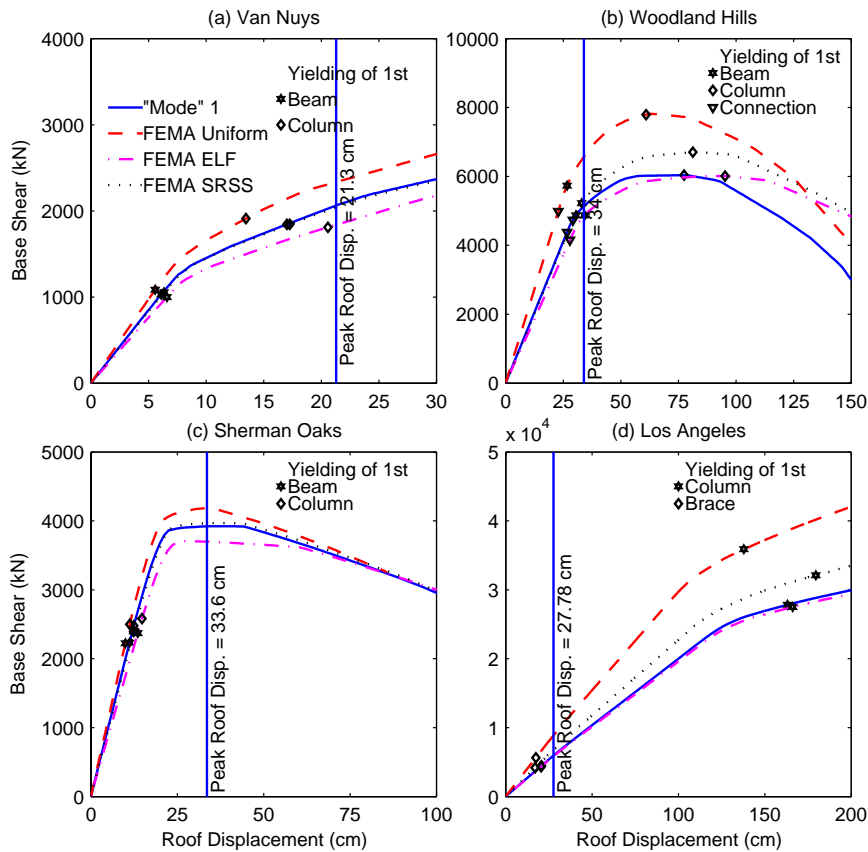 (a) Van Nuys
4000
3000
2000
1000
0
0 5 10 15 20 25 30
Base Shear (kN)
Yielding of 1st
Beam
Column
"Mode" 1
FEMA Uniform
FEMA ELF
FEMA SRSS
Peak Roof Disp. = 21.3 cm
(b) Woodland Hills
10000
8000
6000
4000
2000
0
0 25 50 75 100 125 150
Yielding of 1st
Beam
Column
Connection
Peak Roof Disp. = 34 cm
(c) Sherman Oaks
5000
4000
3000
2000
1000
0
0 25 50 75 100
Base Shear (kN)
Roof Displacement (cm)
Yielding of 1st
Beam
Column
Peak Roof Disp. = 33.6 cm
(d) Los Angeles
x 10^4
5
4
3
2
1
0
0 50 100 150 200
Roof Displacement (cm)
Yielding of 1st
Column
Brace
Peak Roof Disp. = 27.78 cm